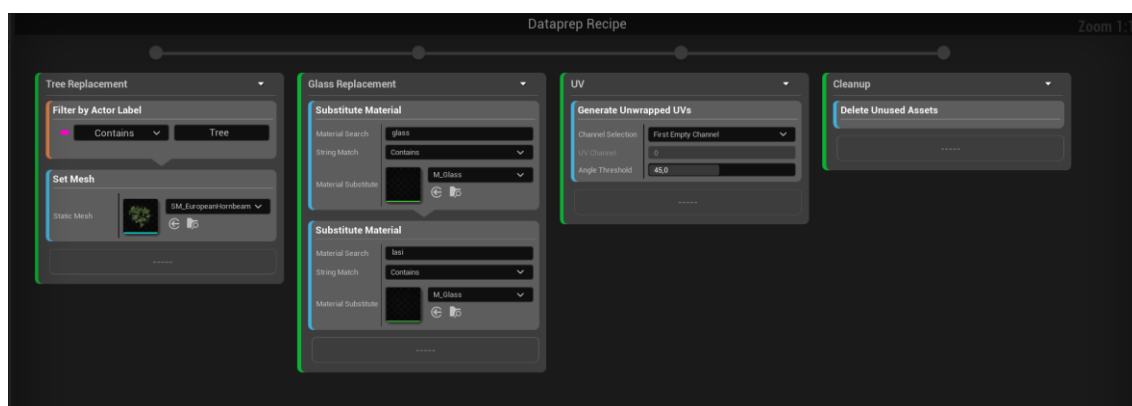 Dataprep Recipe
Zoom 1:1
Tree Replacement
Filter by Actor Label
Contains Tree
Set Mesh
Static Mesh SM_EuropeanHornbeam
-----
Glass Replacement
Substitute Material
Material Search glass
String Match Contains
Material Substitute M_Glass
Substitute Material
Material Search lasi
String Match Contains
Material Substitute M_Glass
-----
UV
Generate Unwrapped UVs
Channel Selection First Empty Channel
UV Channel 0
Angle Threshold 45,0
-----
Cleanup
Delete Unused Assets
-----